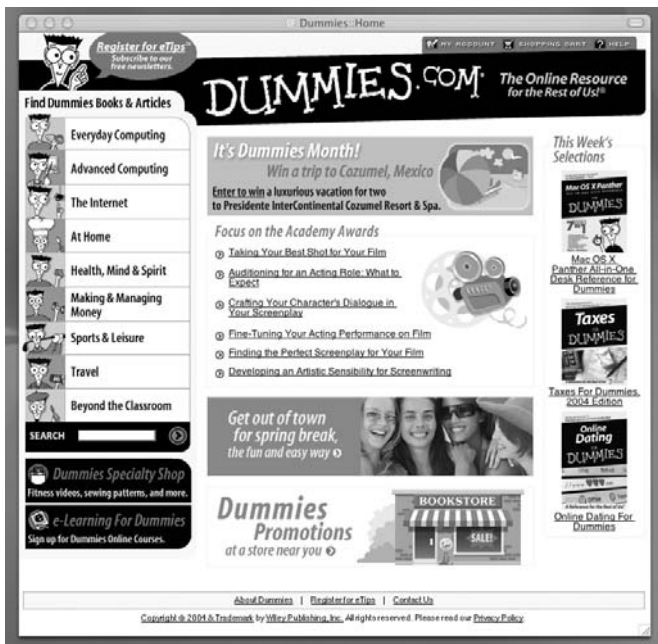 Dummies::Home
Register for eTips™
Subscribe to our
free newsletters.
MY ACCOUNT
SHOPPING CART
HELP
DUMMIES.COM®
The Online Resource
for the Rest of Us!®
Find Dummies Books & Articles
Everyday Computing
Advanced Computing
The Internet
At Home
Health, Mind & Spirit
Making & Managing
Money
Sports & Leisure
Travel
Beyond the Classroom
SEARCH
Dummies Specialty Shop
Fitness videos, sewing patterns, and more.
e-Learning For Dummies
Sign up for Dummies Online Courses.
It's Dummies Month!
Win a trip to Cozumel, Mexico
Enter to win a luxurious vacation for two
to Presidente InterContinental Cozumel Resort & Spa.
Focus on the Academy Awards
Taking Your Best Shot for Your Film
Auditioning for an Acting Role: What to
Expect
Crafting Your Character's Dialogue in
Your Screenplay
Fine-Tuning Your Acting Performance on Film
Finding the Perfect Screenplay for Your Film
Developing an Artistic Sensibility for Screenwriting
Get out of town
for spring break,
the fun and easy way
Dummies
Promotions
at a store near you
BOOKSTORE
SALE!
This Week's
Selections
Mac OS X Panther
DUMMIES
Mac OS X
Panther All-in-One
Desk Reference for
Dummies
Taxes
DUMMIES
Taxes For Dummies,
2004 Edition
Online
Dating
DUMMIES
Online Dating For
Dummies
About Dummies | Register for eTips | Contact Us
Copyright © 2004 & Trademark by Wiley Publishing, Inc. All rights reserved. Please read our Privacy Policy.